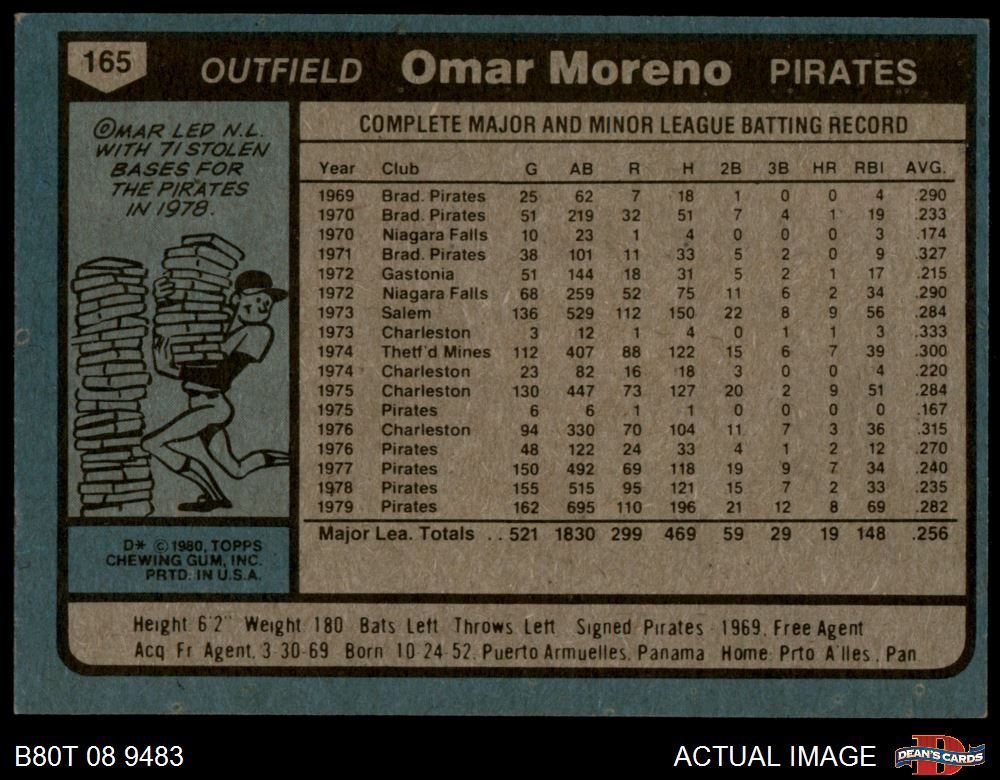 165 OUTFIELD Omar Moreno PIRATES
OMAR LED N.L.
WITH 71 STOLEN
BASES FOR
THE PIRATES
IN 1978.
COMPLETE MAJOR AND MINOR LEAGUE BATTING RECORD
Year Club G AB R H 2B 3B HR RBI AVG.
1969 Brad. Pirates 25 62 7 18 1 0 0 4 .290
1970 Brad. Pirates 51 219 32 51 7 4 1 19 .233
1970 Niagara Falls 10 23 1 4 0 0 0 3 .174
1971 Brad. Pirates 38 101 11 33 5 2 0 9 .327
1972 Gastonia 51 144 18 31 5 2 1 17 .215
1972 Niagara Falls 68 259 52 75 11 6 2 34 .290
1973 Salem 136 529 112 150 22 8 9 56 .284
1973 Charleston 3 12 1 4 0 1 1 3 .333
1974 Thetf'd Mines 112 407 88 122 15 6 7 39 .300
1974 Charleston 23 82 16 18 3 0 0 4 .220
1975 Charleston 130 447 73 127 20 2 9 51 .284
1975 Pirates 6 6 1 1 0 0 0 0 .167
1976 Charleston 94 330 70 104 11 7 3 36 .315
1976 Pirates 48 122 24 33 4 1 2 12 .270
1977 Pirates 150 492 69 118 19 9 7 34 .240
1978 Pirates 155 515 95 121 15 7 2 33 .235
1979 Pirates 162 695 110 196 21 12 8 69 .282
Major Lea. Totals . . 521 1830 299 469 59 29 19 148 .256
D* © 1980, TOPPS
CHEWING GUM, INC.
PRTD. IN U.S.A.
Height 6'2" Weight 180 Bats Left Throws Left Signed Pirates - 1969, Free Agent
Acq Fr Agent, 3-30-69 Born 10-24-52, Puerto Armuelles, Panama Home: Prto A'lles., Pan
B80T 08 9483
ACTUAL IMAGE
D
DEAN'S CARDS